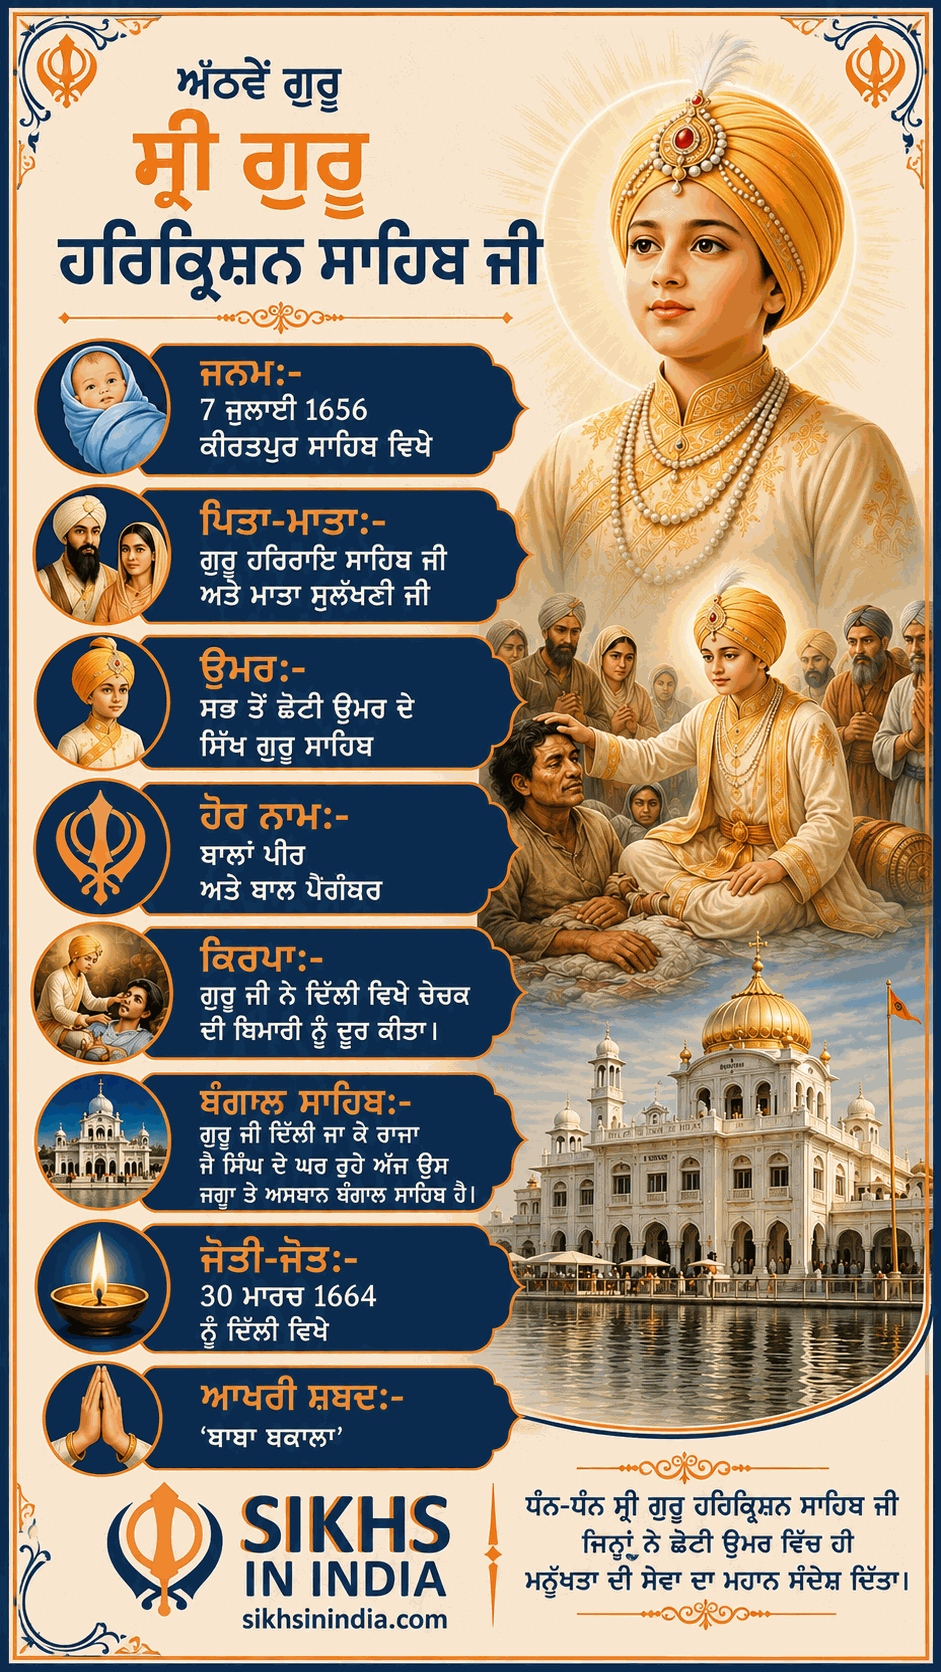 ਅੱਠਵੇਂ ਗੁਰੂ
ਸ੍ਰੀ ਗੁਰੂ
ਹਰਿਕ੍ਰਿਸ਼ਨ ਸਾਹਿਬ ਜੀ
ਜਨਮ:-
7 ਜੁਲਾਈ 1656
ਕੀਰਤਪੁਰ ਸਾਹਿਬ ਵਿਖੇ
ਪਿਤਾ-ਮਾਤਾ:-
ਗੁਰੂ ਹਰਿਰਾਇ ਸਾਹਿਬ ਜੀ
ਅਤੇ ਮਾਤਾ ਸੁਲੱਖਣੀ ਜੀ
ਉਮਰ:-
ਸਭ ਤੋਂ ਛੋਟੀ ਉਮਰ ਦੇ
ਸਿੱਖ ਗੁਰੂ ਸਾਹਿਬ
ਹੋਰ ਨਾਮ:-
ਬਾਲਾਂ ਪੀਰ
ਅਤੇ ਬਾਲ ਪੈਂਗੰਬਰ
ਕਿਰਪਾ:-
ਗੁਰੂ ਜੀ ਨੇ ਦਿੱਲੀ ਵਿਖੇ ਚੇਚਕ
ਦੀ ਬਿਮਾਰੀ ਨੂੰ ਦੂਰ ਕੀਤਾ।
ਬੰਗਾਲ ਸਾਹਿਬ:-
ਗੁਰੂ ਜੀ ਦਿੱਲੀ ਜਾ ਕੇ ਰਾਜਾ
ਜੈ ਸਿੰਘ ਦੇ ਘਰ ਰੁਹੇ ਅੱਜ ਉਸ
ਜਗ੍ਹਾ ਤੇ ਅਸਬਾਨ ਬੰਗਾਲ ਸਾਹਿਬ ਹੈ।
ਜੋਤੀ-ਜੋਤ:-
30 ਮਾਰਚ 1664
ਨੂੰ ਦਿੱਲੀ ਵਿਖੇ
ਆਖਰੀ ਸ਼ਬਦ:-
‘ਬਾਬਾ ਬਕਾਲਾ’
SIKHS
IN INDIA
sikhsinindia.com
ਧੰਨ-ਧੰਨ ਸ੍ਰੀ ਗੁਰੂ ਹਰਿਕ੍ਰਿਸ਼ਨ ਸਾਹਿਬ ਜੀ
ਜਿਨ੍ਹਾਂ ਨੇ ਛੋਟੀ ਉਮਰ ਵਿੱਚ ਹੀ
ਮਨੁੱਖਤਾ ਦੀ ਸੇਵਾ ਦਾ ਮਹਾਨ ਸੰਦੇਸ਼ ਦਿੱਤਾ।